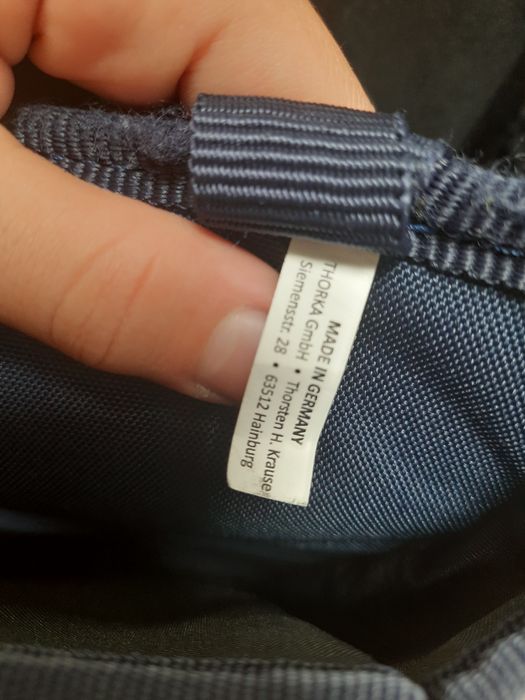 MADE IN GERMANY
THORKA GmbH • Thorsten H. Krause
Siemensstr. 28 • 63512 Hainburg